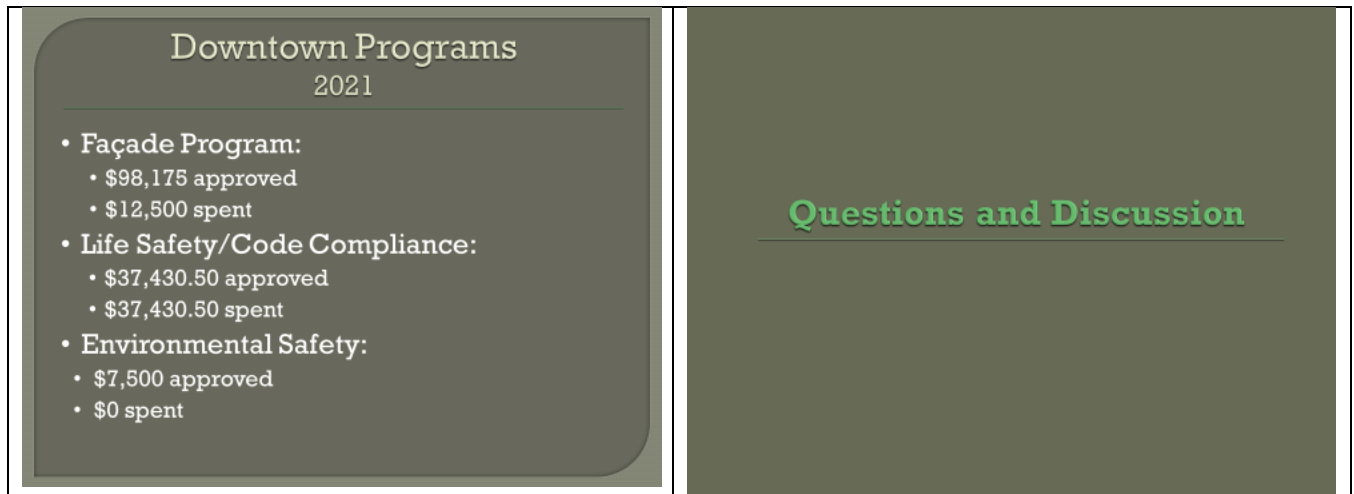 Downtown Programs
2021
• Façade Program:
• $98,175 approved
• $12,500 spent
• Life Safety/Code Compliance:
• $37,430.50 approved
• $37,430.50 spent
• Environmental Safety:
• $7,500 approved
• $0 spent
Questions and Discussion